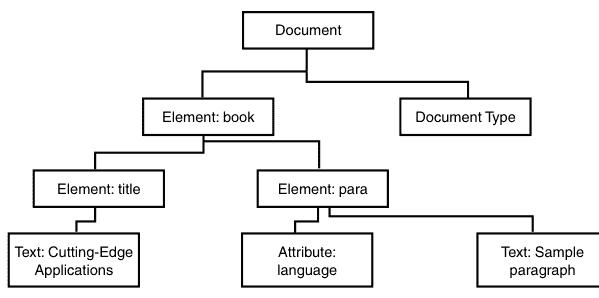 Document
Element: book
Document Type
Element: title
Element: para
Text: Cutting-Edge
Applications
Attribute:
language
Text: Sample
paragraph